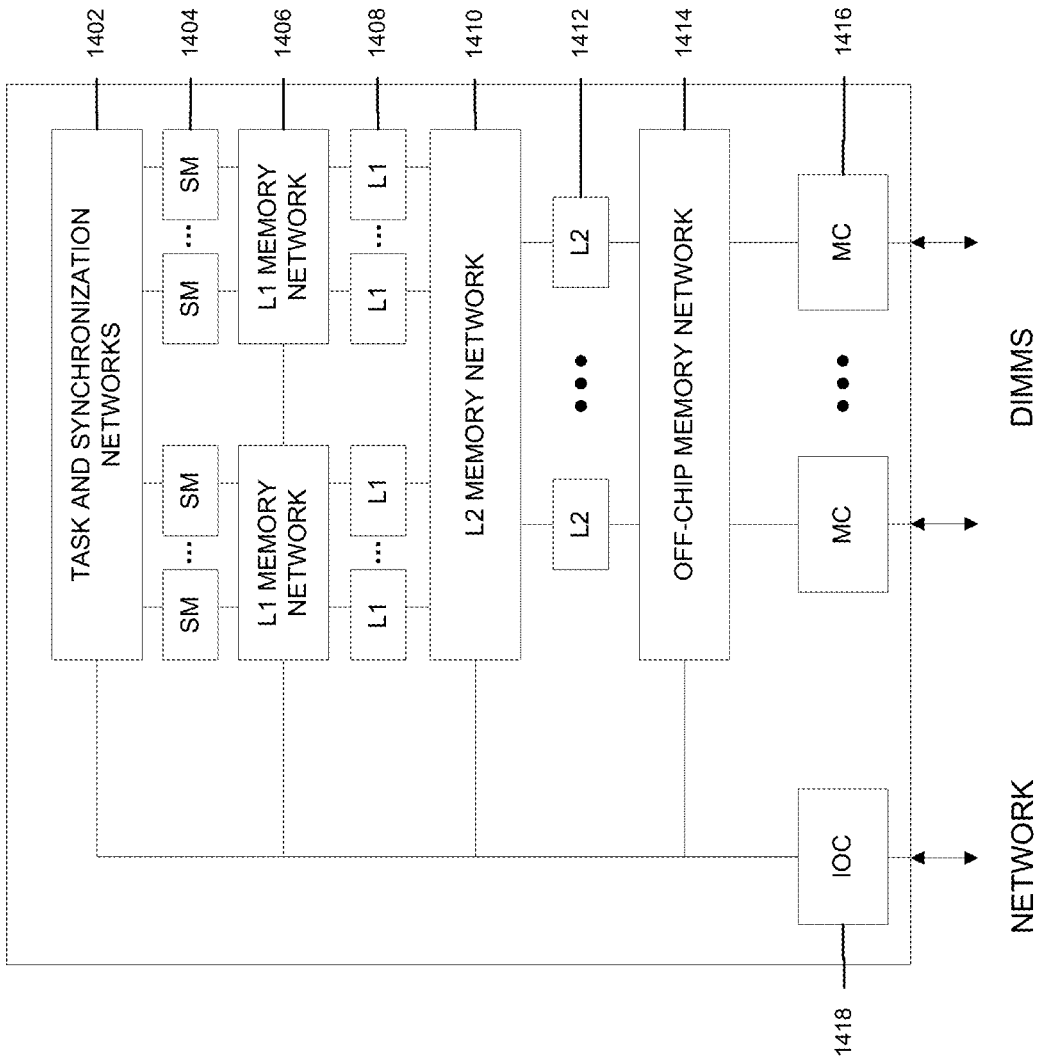 1402
1404
1406
1408
1410
1412
1414
1416
TASK AND SYNCHRONIZATION
NETWORKS
SM
...
SM
SM
...
SM
L1 MEMORY
NETWORK
L1 MEMORY
NETWORK
L1
...
L1
L1
...
L1
L2 MEMORY NETWORK
L2
L2
OFF-CHIP MEMORY NETWORK
IOC
MC
MC
1418
NETWORK
DIMMS